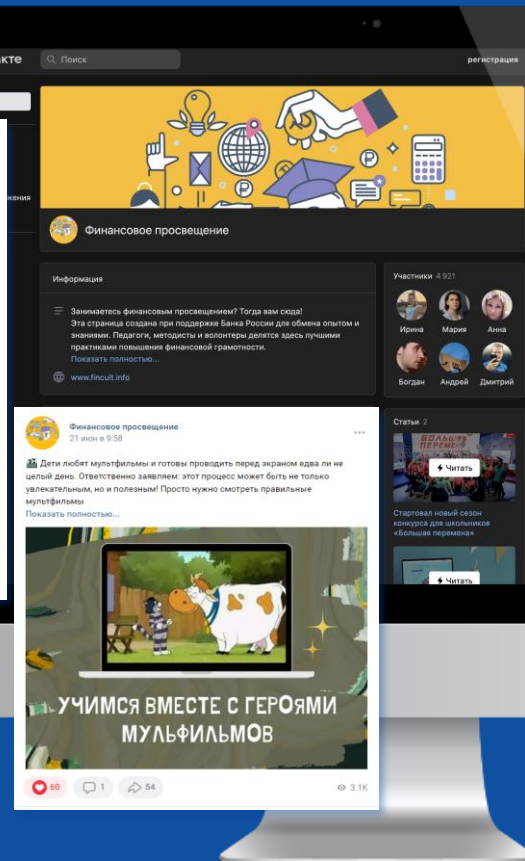 акте
Поиск
регистрация
жения
Финансовое просвещение
Информация
Занимаетесь финансовым просвещением? Тогда вам сюда!
Эта страница создана при поддержке Банка России для обмена опытом и
знаниями. Педагоги, методисты и волонтеры делятся здесь лучшими
практиками повышения финансовой грамотности.
Показать полностью...
www.fincult.info
Участники 4 921
Ирина Мария Анна
Богдан Андрей Дмитрий
Финансовое просвещение
21 июн в 9:58
Дети любят мультфильмы и готовы проводить перед экраном едва ли не
целый день. Ответственно заявляем: этот процесс может быть не только
увлекательным, но и полезным! Просто нужно смотреть правильные
мультфильмы
Показать полностью...
УЧИМСЯ ВМЕСТЕ С ГЕРОЯМИ
МУЛЬФИЛЬМОВ
60 1 54 3.1K
Статьи 2
БОЛЬШАЯ
ПЕРЕМЕНА
Читать
Стартовал новый сезон
конкурса для школьников
«Большая перемена»
Читать